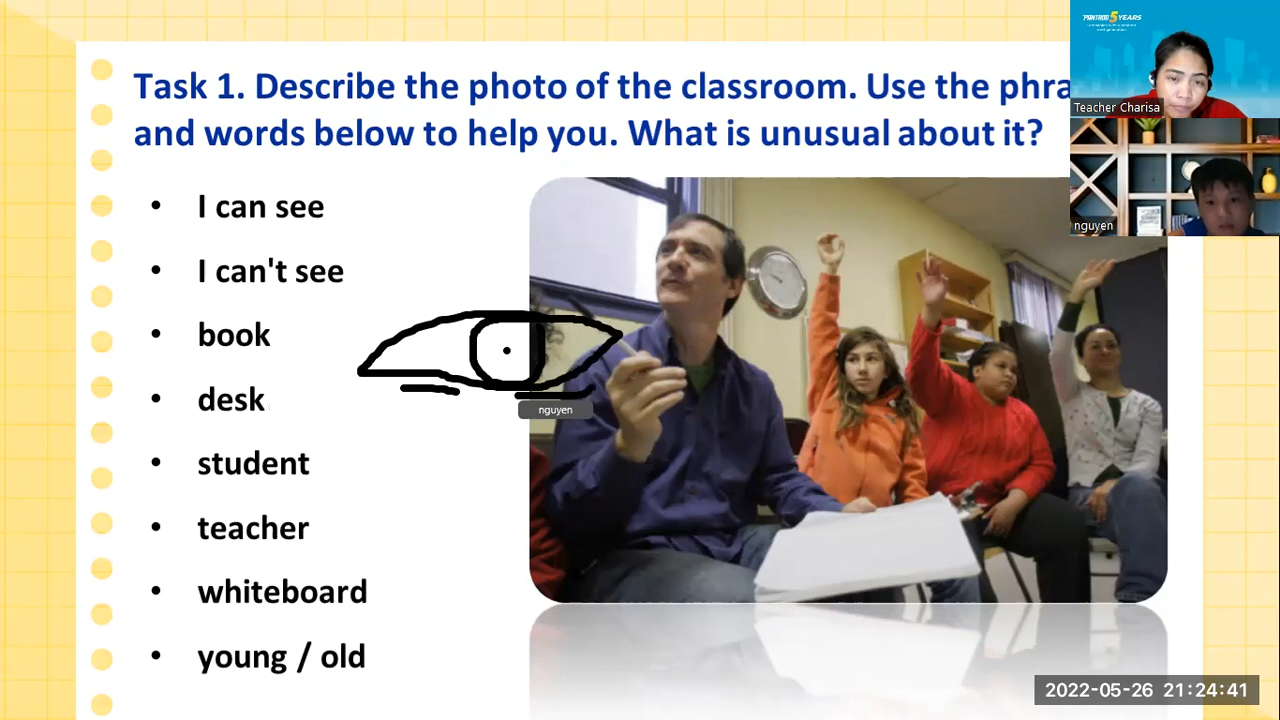 Task 1. Describe the photo of the classroom. Use the phra
and words below to help you. What is unusual about it?
• I can see
• I can't see
• book
• desk
• student
• teacher
• whiteboard
• young / old
nguyen
5 YEARS
Teacher Charisa
nguyen
2022-05-26 21:24:41